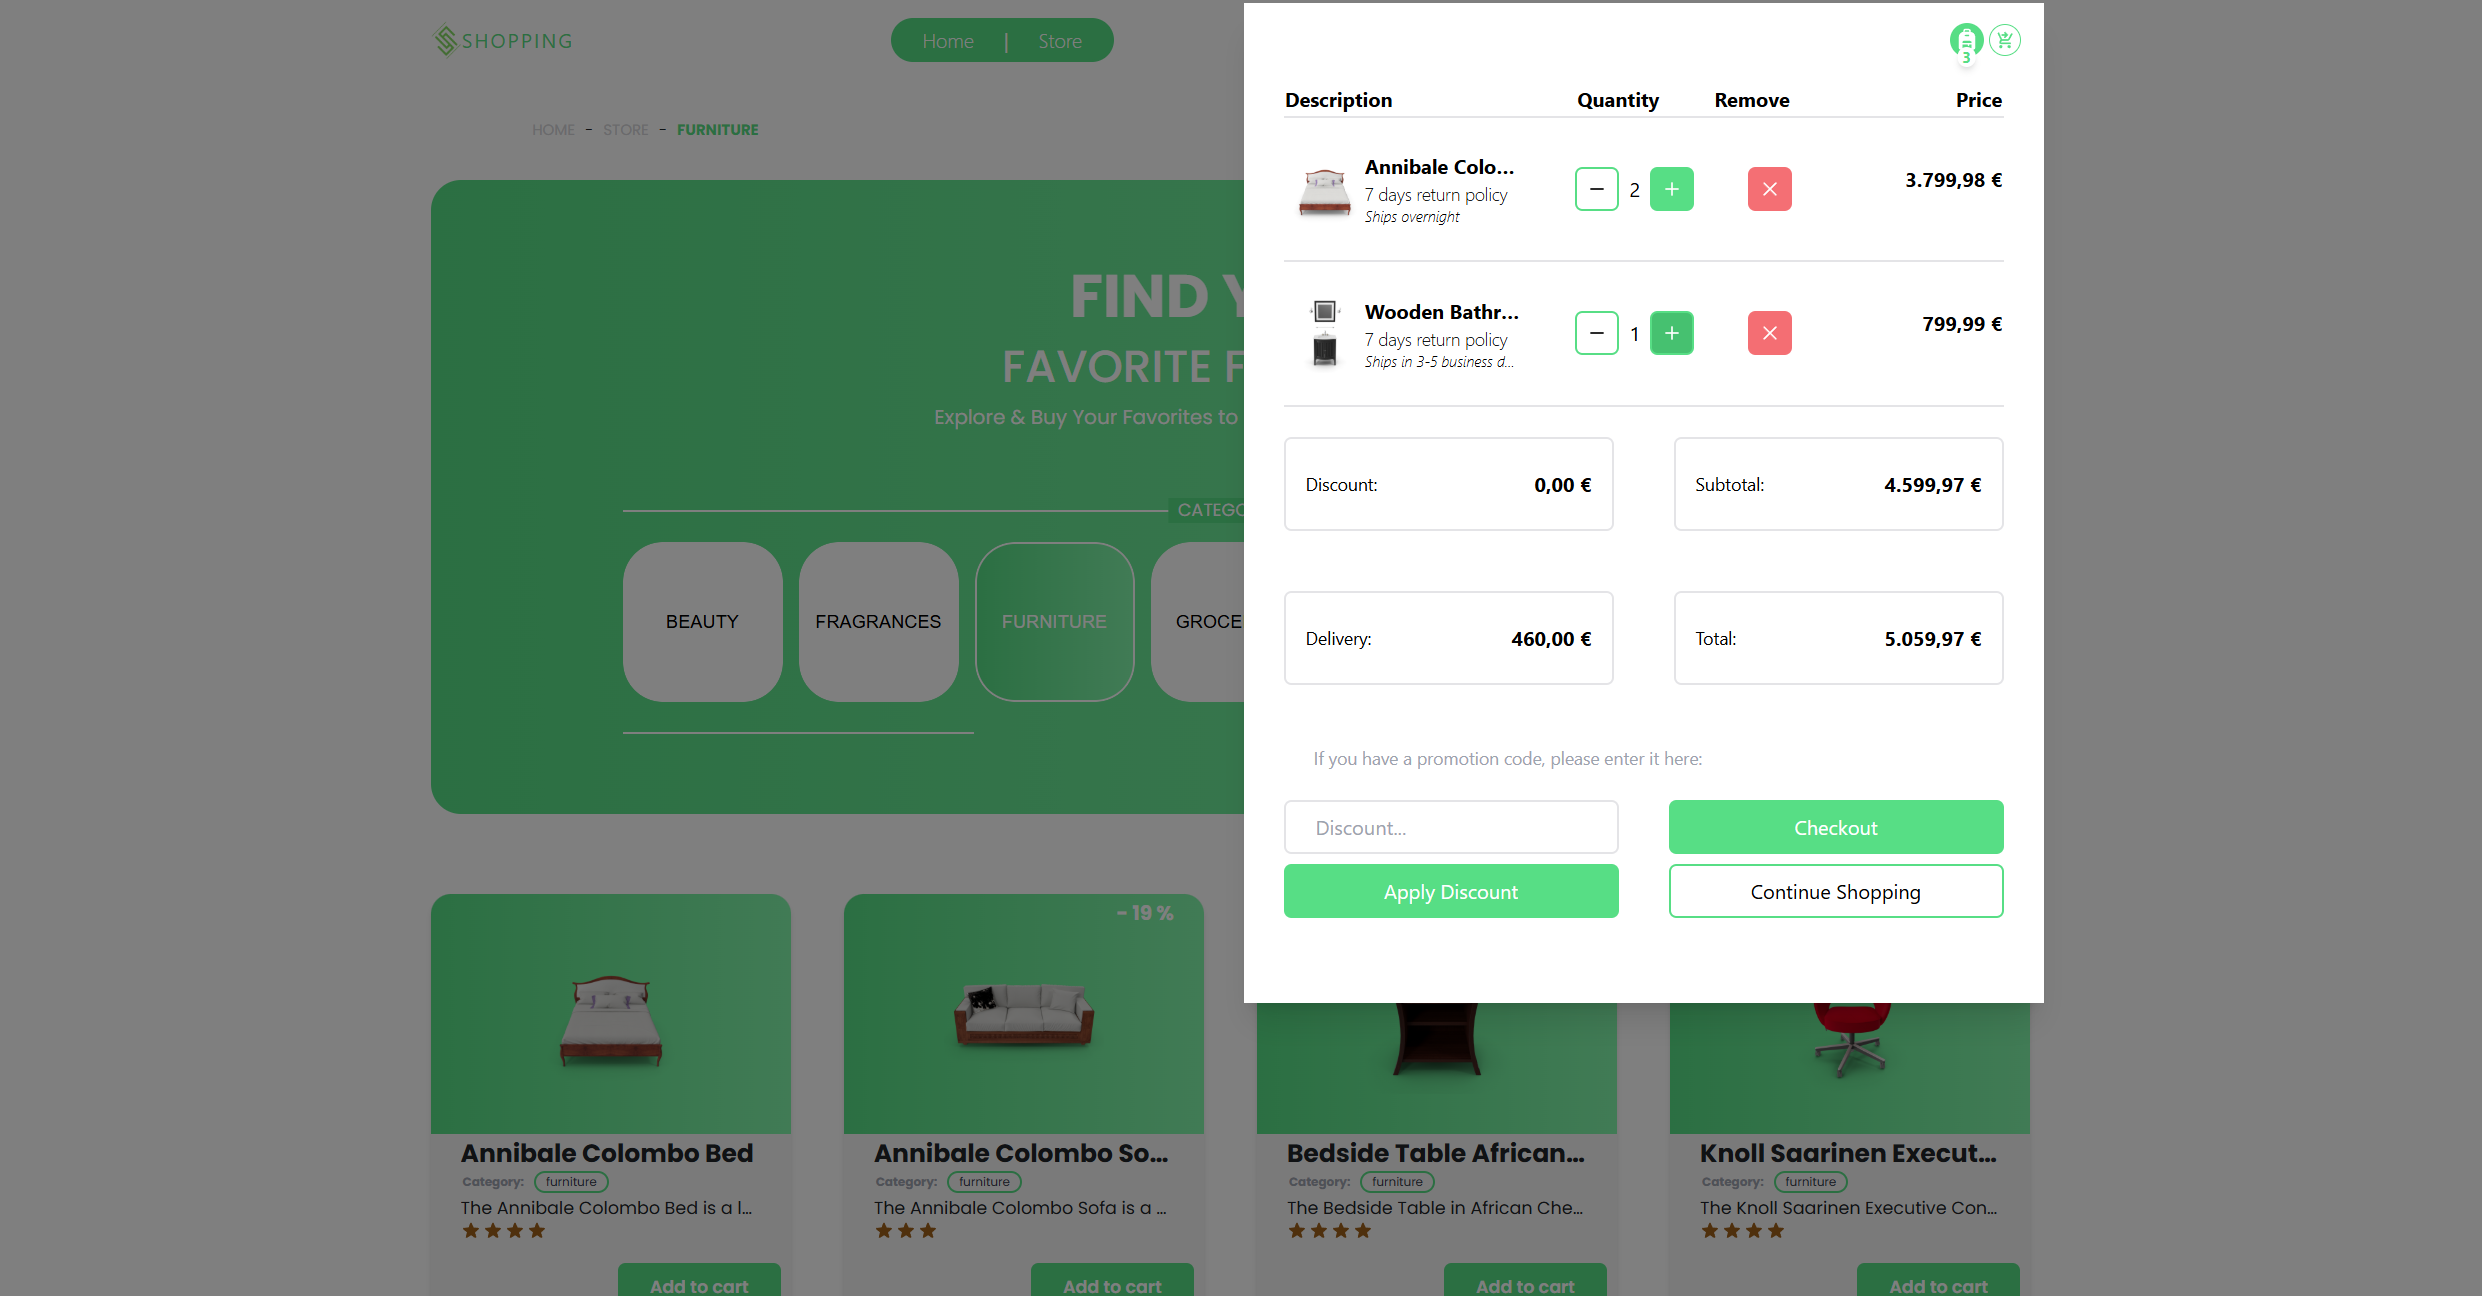 SHOPPING
Home | Store
3
HOME - STORE - FURNITURE
Description Quantity Remove Price
Annibale Colo...
7 days return policy
Ships overnight
2
3.799,98 €
Wooden Bathr...
7 days return policy
Ships in 3-5 business d...
1
799,99 €
Discount: 0,00 €
Subtotal: 4.599,97 €
Delivery: 460,00 €
Total: 5.059,97 €
If you have a promotion code, please enter it here:
Discount...
Checkout
Apply Discount
Continue Shopping
FIND
FAVORITE F
Explore & Buy Your Favorites to
CATEGO
BEAUTY
FRAGRANCES
FURNITURE
GROCE
Annibale Colombo Bed
Category: furniture
The Annibale Colombo Bed is a l...
Add to cart
- 19 %
Annibale Colombo So...
Category: furniture
The Annibale Colombo Sofa is a ...
Add to cart
Bedside Table African...
Category: furniture
The Bedside Table in African Che...
Add to cart
Knoll Saarinen Execut...
Category: furniture
The Knoll Saarinen Executive Con...
Add to cart